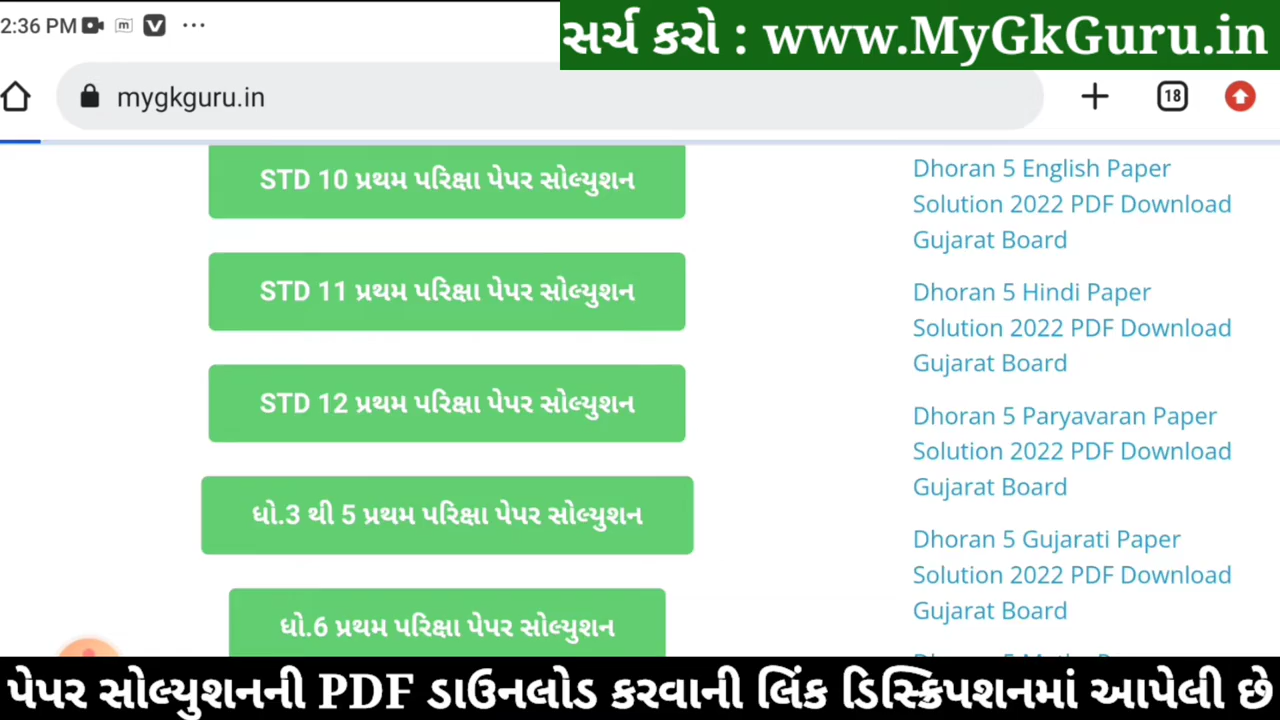 2:36 PM
સર્ચ કરો : www.MyGkGuru.in
mygkguru.in
18
STD 10 પ્રથમ પરિક્ષા પેપર સોલ્યુશન
STD 11 પ્રથમ પરિક્ષા પેપર સોલ્યુશન
STD 12 પ્રથમ પરિક્ષા પેપર સોલ્યુશન
ધો.3 થી 5 પ્રથમ પરિક્ષા પેપર સોલ્યુશન
ધો.6 પ્રથમ પરિક્ષા પેપર સોલ્યુશન
Dhoran 5 English Paper
Solution 2022 PDF Download
Gujarat Board
Dhoran 5 Hindi Paper
Solution 2022 PDF Download
Gujarat Board
Dhoran 5 Paryavaran Paper
Solution 2022 PDF Download
Gujarat Board
Dhoran 5 Gujarati Paper
Solution 2022 PDF Download
Gujarat Board
પેપર સોલ્યુશનની PDF ડાઉનલોડ કરવાની લિંક ડિસ્ક્રિપશનમાં આપેલી છે